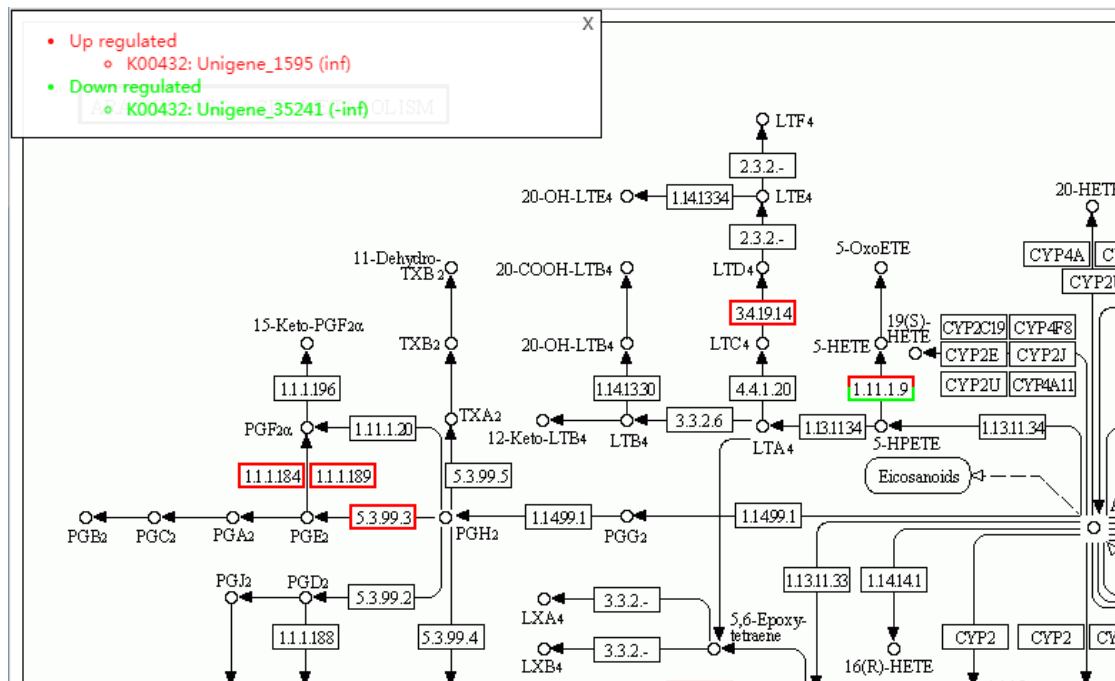 X
Up regulated
K00432: Unigene_1595 (inf)
Down regulated
K00432: Unigene_35241 (-inf)
LTF4
2.3.2.-
20-OH-LTE4
1.14.13.34
LTE4
20-HETE
2.3.2.-
5-OxoETE
CYP4A
11-Dehydro-
TXB2
20-COOH-LTB4
LTD4
15-Keto-PGF2α
3.4.19.14
19(S)-
HETE
CYP2C19
CYP4F8
TXB2
20-OH-LTB4
LTC4
5-HETE
CYP2E
CYP2J
1.1.1.196
1.14.13.30
4.4.1.20
1.11.1.9
CYP2U
CYP4A11
PGF2α
1.11.1.20
TXA2
12-Keto-LTB4
LTB4
3.3.2.6
LTA4
1.13.11.34
5-HPETE
1.13.11.34
1.1.1.184
1.1.1.189
5.3.99.5
Eicosanoids
PGB2
PGC2
PGA2
PGE2
5.3.99.3
PGH2
1.14.99.1
PGG2
1.14.99.1
PGJ2
PGD2
5.3.99.2
1.13.11.33
1.14.14.1
LXA4
3.3.2.-
5,6-Epoxy-
tetraene
1.1.1.188
5.3.99.4
CYP2
CYP2
LXB4
3.3.2.-
16(R)-HETE